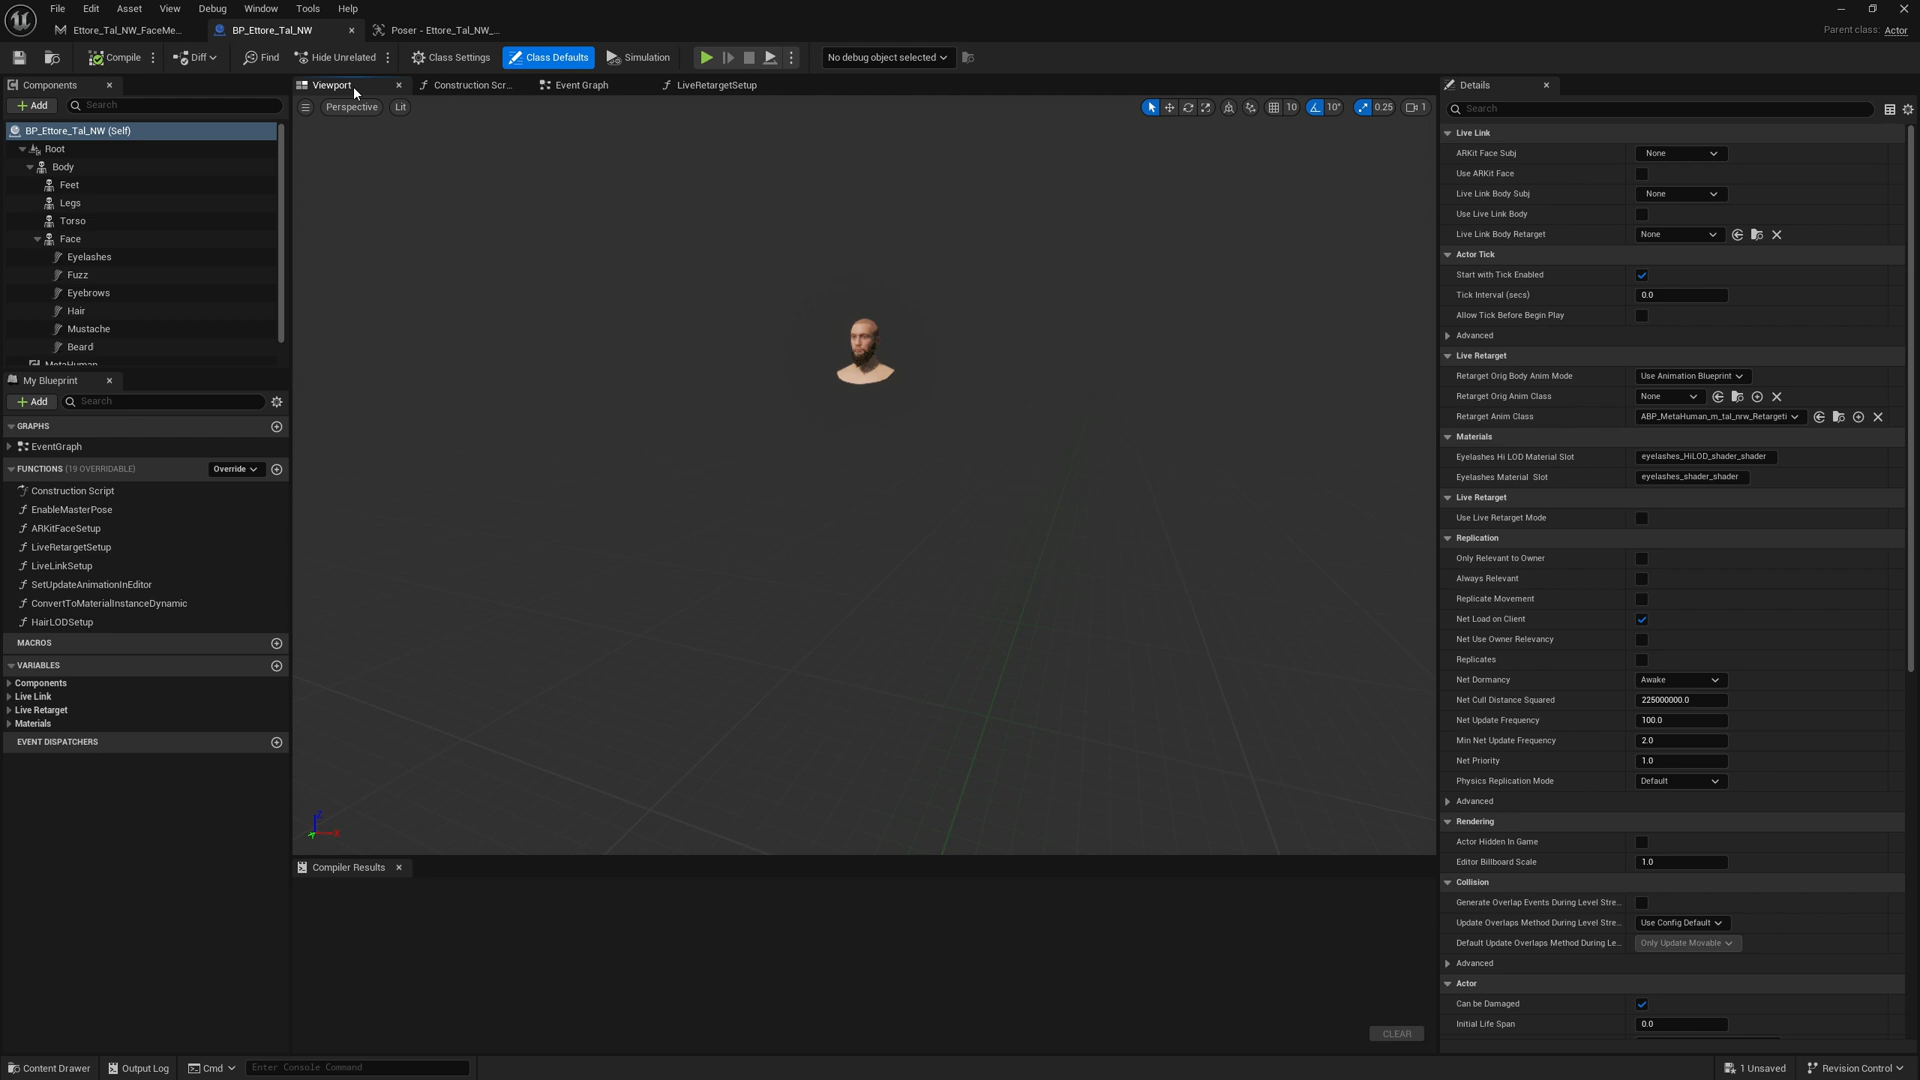 File Edit Asset View Debug Window Tools Help
Ettore_Tal_NW_FaceMe... BP_Ettore_Tal_NW Poser - Ettore_Tal_NW_... Parent class: Actor
Compile Diff Find Hide Unrelated Class Settings Class Defaults Simulation No debug object selected
Components
Add Search
BP_Ettore_Tal_NW (Self)
Root
Body
Feet
Legs
Torso
Face
Eyelashes
Fuzz
Eyebrows
Hair
Mustache
Beard
MetaHuman
My Blueprint
Add Search
GRAPHS
EventGraph
FUNCTIONS (19 OVERRIDABLE) Override
Construction Script
EnableMasterPose
ARKitFaceSetup
LiveRetargetSetup
LiveLinkSetup
SetUpdateAnimationInEditor
ConvertToMaterialInstanceDynamic
HairLODSetup
MACROS
VARIABLES
Components
Live Link
Live Retarget
Materials
EVENT DISPATCHERS
Viewport Construction Scr... Event Graph LiveRetargetSetup
Perspective Lit 10 10° 0.25 1
Z
X
Compiler Results
CLEAR
Details
Search
Live Link
ARKit Face Subj None
Use ARKit Face
Live Link Body Subj None
Use Live Link Body
Live Link Body Retarget None
Actor Tick
Start with Tick Enabled
Tick Interval (secs) 0.0
Allow Tick Before Begin Play
Advanced
Live Retarget
Retarget Orig Body Anim Mode Use Animation Blueprint
Retarget Orig Anim Class None
Retarget Anim Class ABP_MetaHuman_m_tal_nrw_Retargeti
Materials
Eyelashes Hi LOD Material Slot eyelashes_HiLOD_shader_shader
Eyelashes Material Slot eyelashes_shader_shader
Live Retarget
Use Live Retarget Mode
Replication
Only Relevant to Owner
Always Relevant
Replicate Movement
Net Load on Client
Net Use Owner Relevancy
Replicates
Net Dormancy Awake
Net Cull Distance Squared 225000000.0
Net Update Frequency 100.0
Min Net Update Frequency 2.0
Net Priority 1.0
Physics Replication Mode Default
Advanced
Rendering
Actor Hidden In Game
Editor Billboard Scale 1.0
Collision
Generate Overlap Events During Level Stre...
Update Overlaps Method During Level Stre... Use Config Default
Default Update Overlaps Method During Le... Only Update Movable
Advanced
Actor
Can be Damaged
Initial Life Span 0.0
Content Drawer Output Log Cmd Enter Console Command 1 Unsaved Revision Control